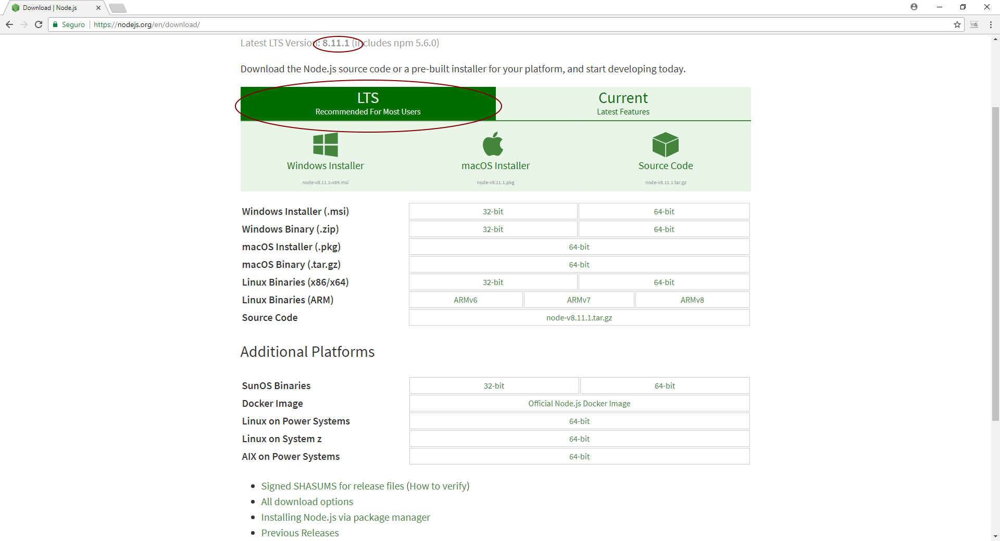 Download | Node.js
Seguro https://nodejs.org/en/download/
Latest LTS Version: 8.11.1 (includes npm 5.6.0)
Download the Node.js source code or a pre-built installer for your platform, and start developing today.
LTS
Recommended For Most Users
Current
Latest Features
Windows Installer
node-v8.11.1-x64.msi
macOS Installer
node-v8.11.1.pkg
Source Code
node-v8.11.1.tar.gz
Windows Installer (.msi) 32-bit 64-bit
Windows Binary (.zip) 32-bit 64-bit
macOS Installer (.pkg) 64-bit
macOS Binary (.tar.gz) 64-bit
Linux Binaries (x86/x64) 32-bit 64-bit
Linux Binaries (ARM) ARMv6 ARMv7 ARMv8
Source Code node-v8.11.1.tar.gz
Additional Platforms
SunOS Binaries 32-bit 64-bit
Docker Image Official Node.js Docker Image
Linux on Power Systems 64-bit
Linux on System z 64-bit
AIX on Power Systems 64-bit
Signed SHASUMS for release files (How to verify)
All download options
Installing Node.js via package manager
Previous Releases